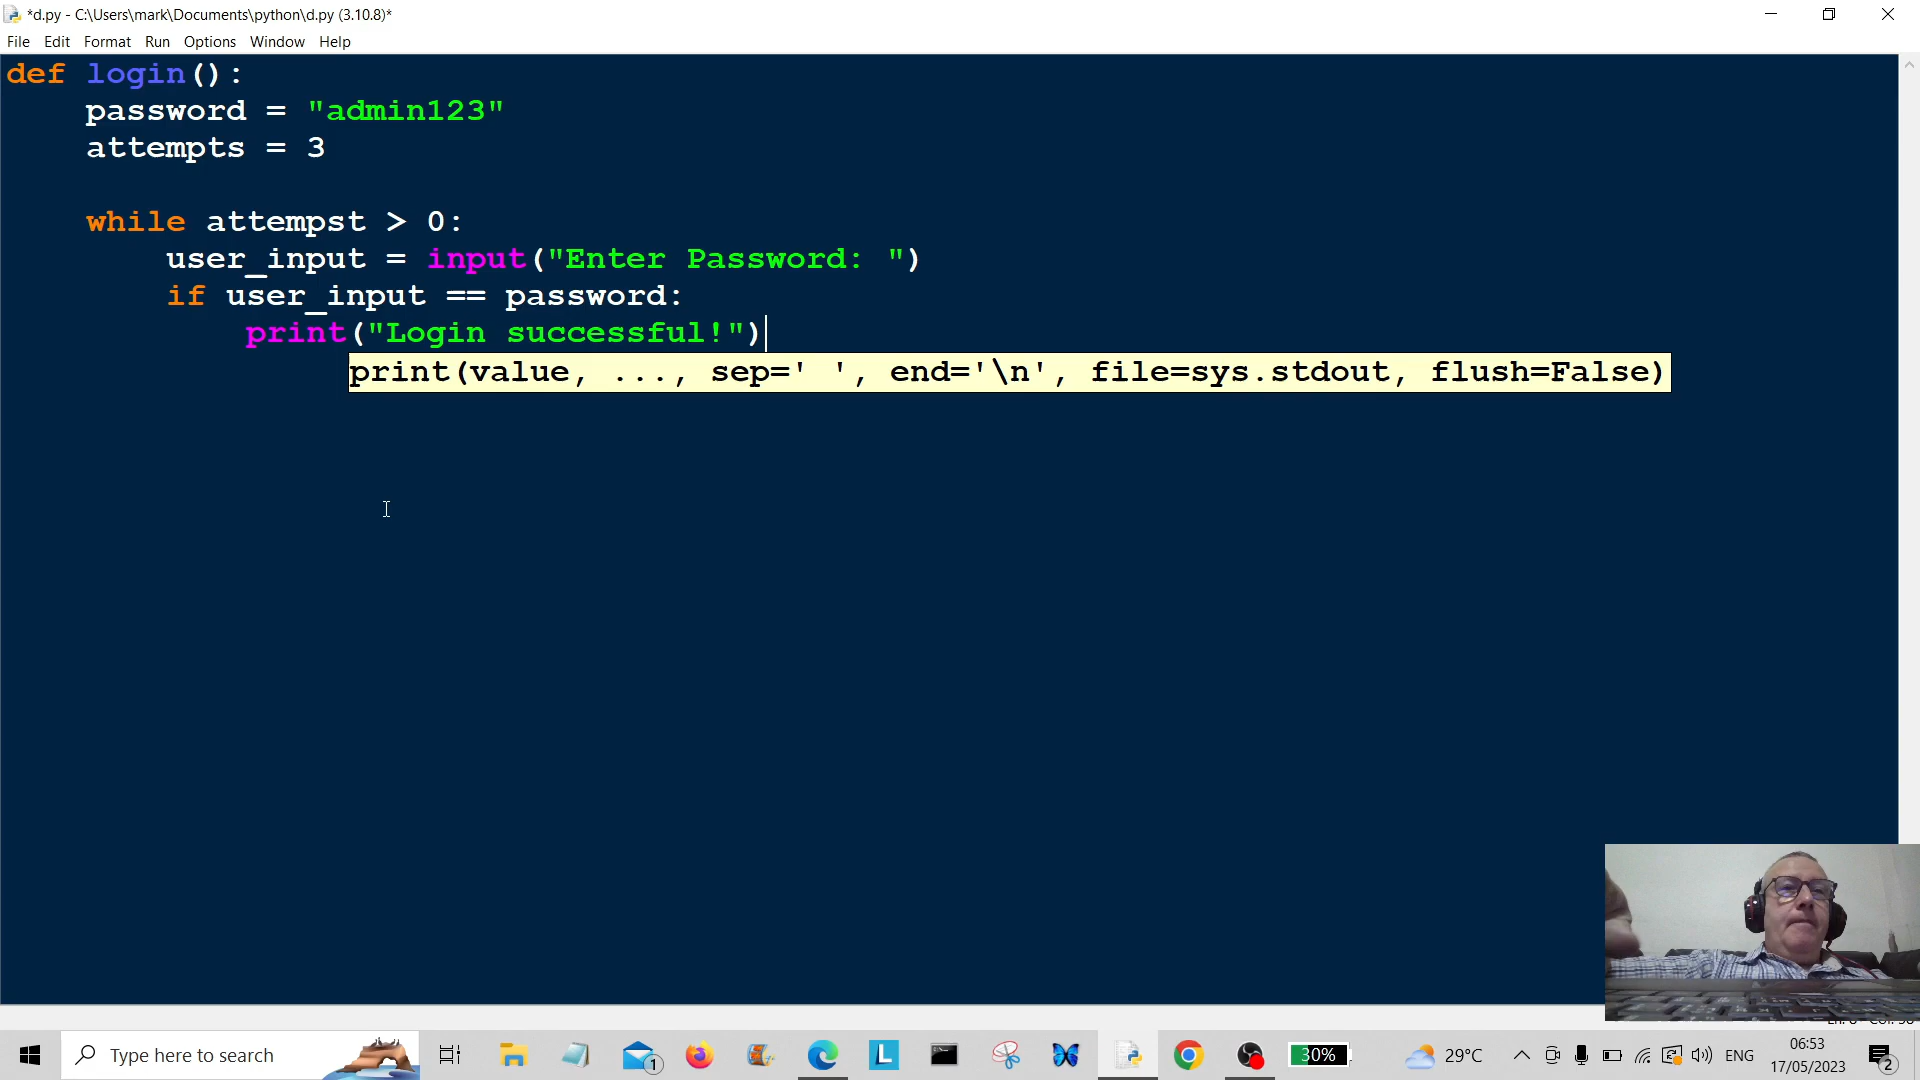 *d.py - C:\Users\mark\Documents\python\d.py (3.10.8)*
File Edit Format Run Options Window Help
def login():
    password = "admin123"
    attempts = 3
    while attempst > 0:
        user_input = input("Enter Password: ")
        if user_input == password:
            print("Login successful!")
print(value, ..., sep=' ', end='\n', file=sys.stdout, flush=False)
Type here to search
1
L
30%
29°C
ENG
06:53
17/05/2023
2